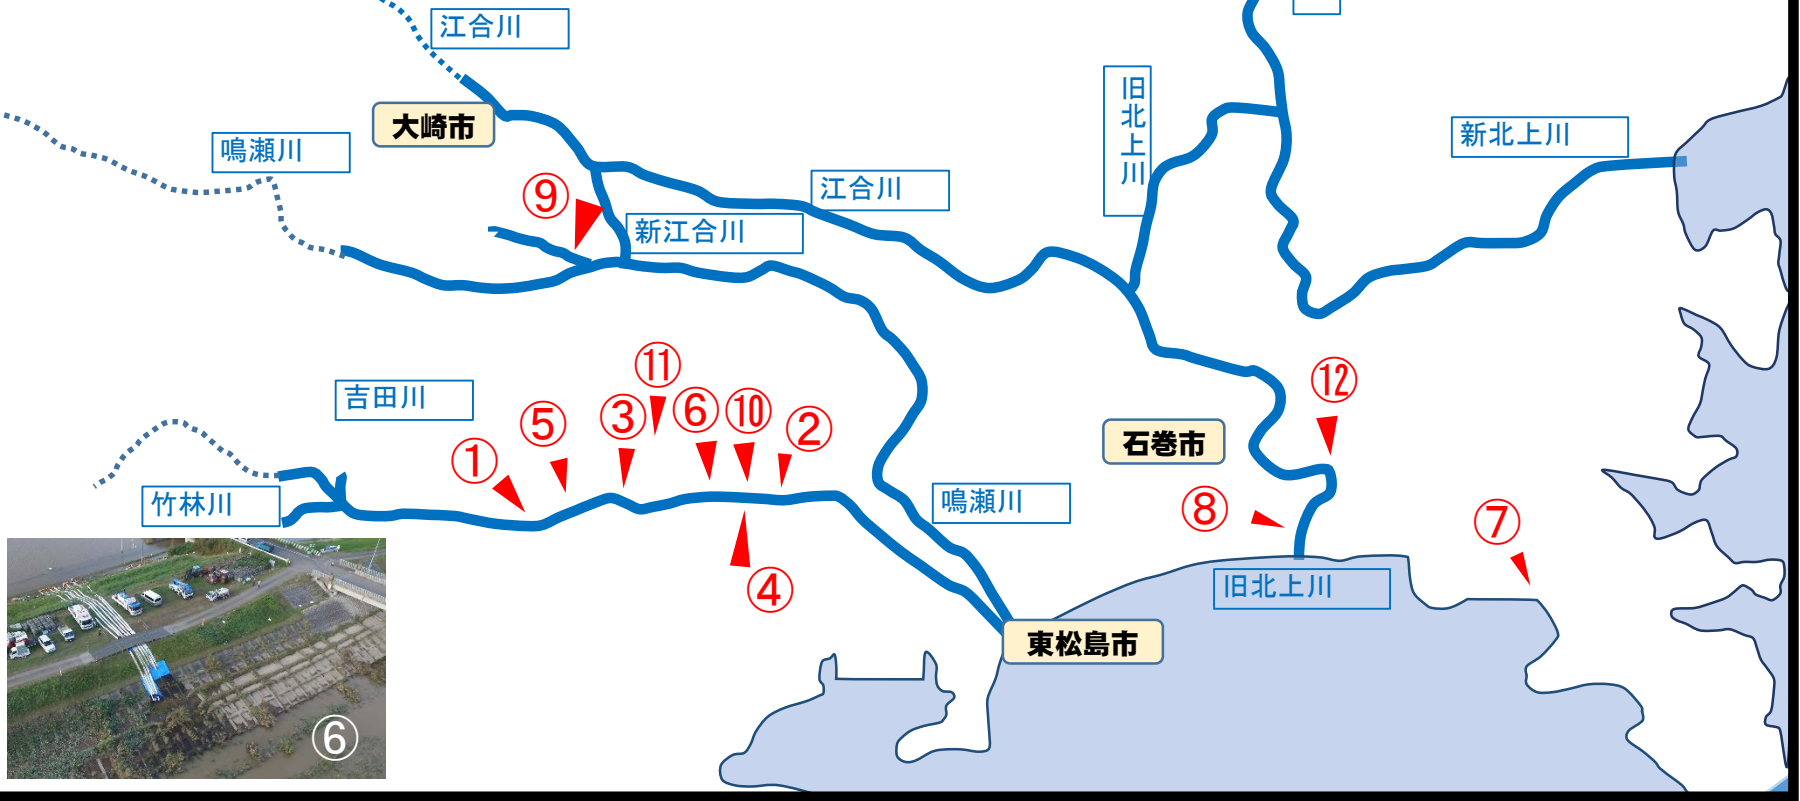 江合川
大崎市
鳴瀬川
⑨
新江合川
江合川
旧北上川
新北上川
吉田川
⑪
⑤
③
⑥
⑩
②
①
竹林川
④
鳴瀬川
石巻市
⑫
⑧
⑦
旧北上川
東松島市
⑥